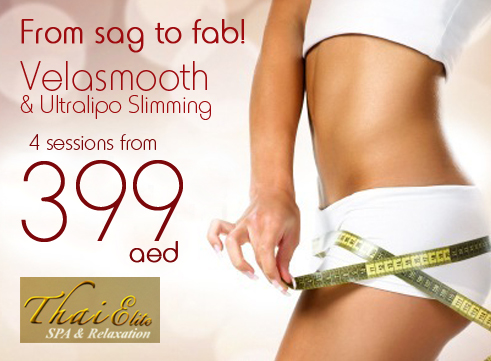 From sag to fab!
Velasmooth
& Ultralipo Slimming
4 sessions from
399
aed
Thai Elite
SPA & Relaxation